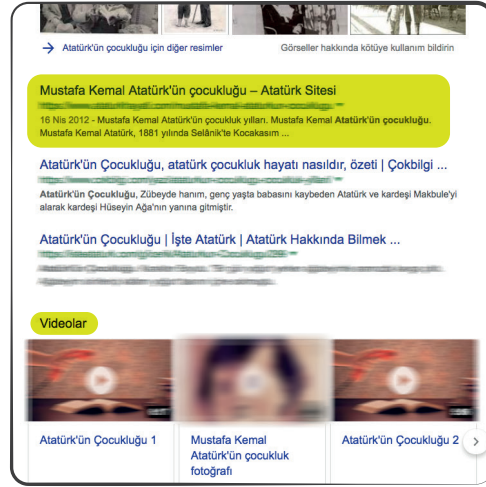 → Atatürk'ün çocukluğu için diğer resimler
Görseller hakkında kötüye kullanım bildirin
Mustafa Kemal Atatürk'ün çocukluğu – Atatürk Sitesi
16 Nis 2012 - Mustafa Kemal Atatürk'ün çocukluk yılları. Mustafa Kemal Atatürk'ün çocukluğu.
Mustafa Kemal Atatürk, 1881 yılında Selânik'te Kocakasım ...
Atatürk'ün Çocukluğu, atatürk çocukluk hayatı nasıldır, özeti | Çokbilgi ...
Atatürk'ün Çocukluğu, Zübeyde hanım, genç yaşta babasını kaybeden Atatürk ve kardeşi Makbule'yi
alarak kardeşi Hüseyin Ağa'nın yanına gitmiştir.
Atatürk'ün Çocukluğu | İşte Atatürk | Atatürk Hakkında Bilmek ...
Videolar
Atatürk'ün Çocukluğu 1
Mustafa Kemal
Atatürk'ün çocukluk
fotoğrafı
Atatürk'ün Çocukluğu 2